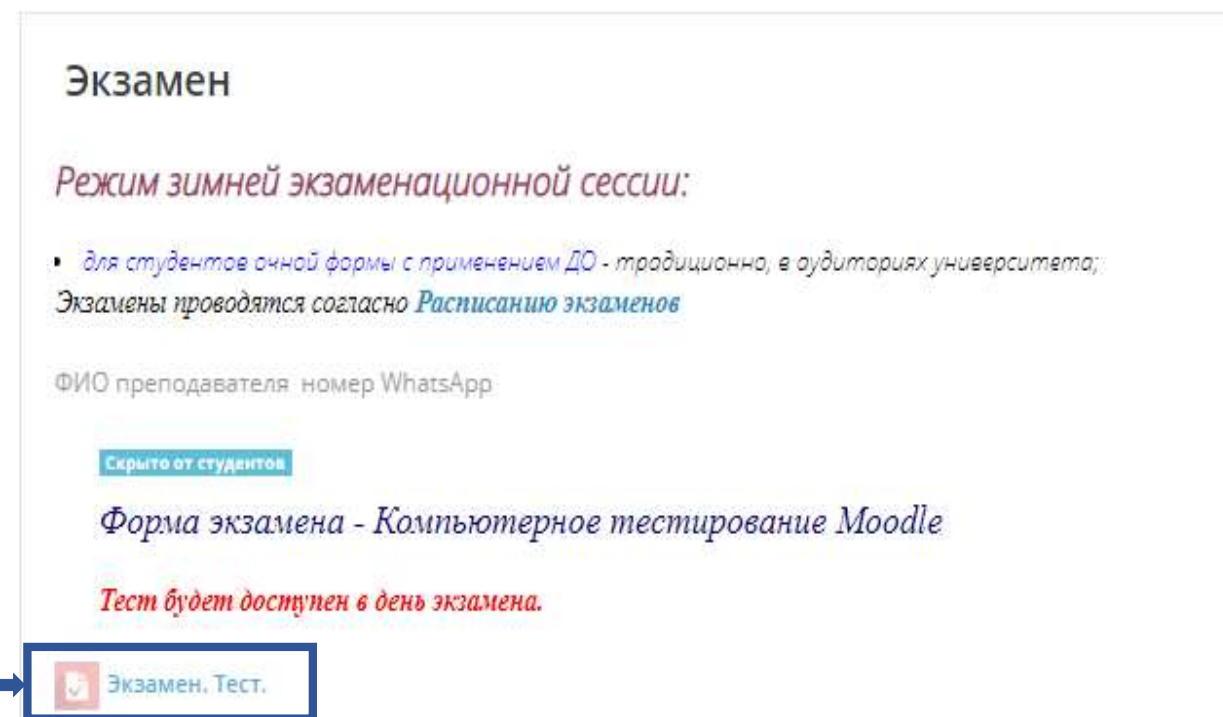 Экзамен
Режим зимней экзаменационной сессии:
• для студентов очной формы с применением ДО - традиционно, в аудиториях университета;
Экзамены проводятся согласно Расписанию экзаменов
ФИО преподавателя номер WhatsApp
Скрыто от студентов
Форма экзамена - Компьютерное тестирование Moodle
Тест будет доступен в день экзамена.
Экзамен. Тест.